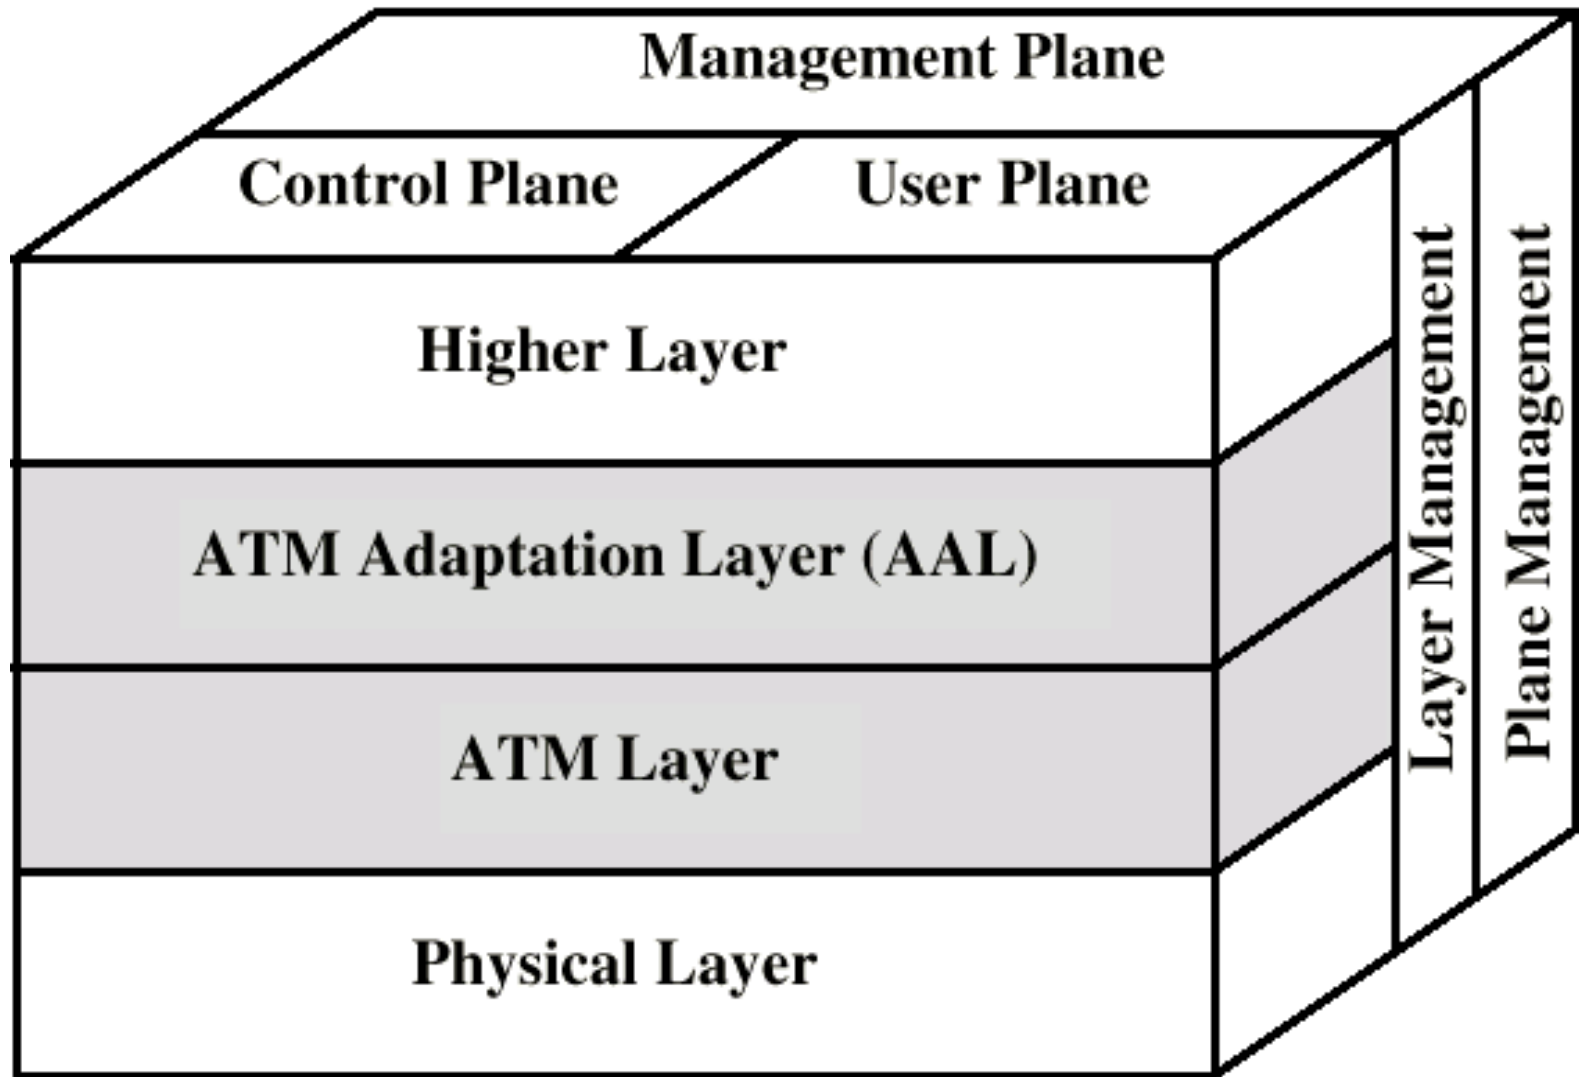 Management Plane
Control Plane
User Plane
Higher Layer
ATM Adaptation Layer (AAL)
ATM Layer
Physical Layer
Layer Management
Plane Management